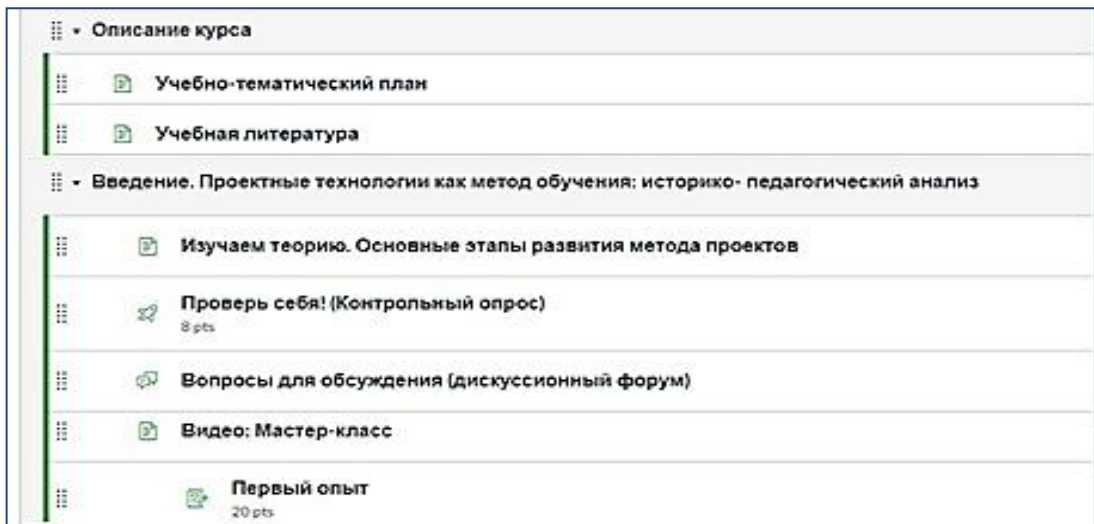 Описание курса
Учебно-тематический план
Учебная литература
Введение. Проектные технологии как метод обучения: историко- педагогический анализ
Изучаем теорию. Основные этапы развития метода проектов
Проверь себя! (Контрольный опрос)
8 pts
Вопросы для обсуждения (дискуссионный форум)
Видео: Мастер-класс
Первый опыт
20 pts